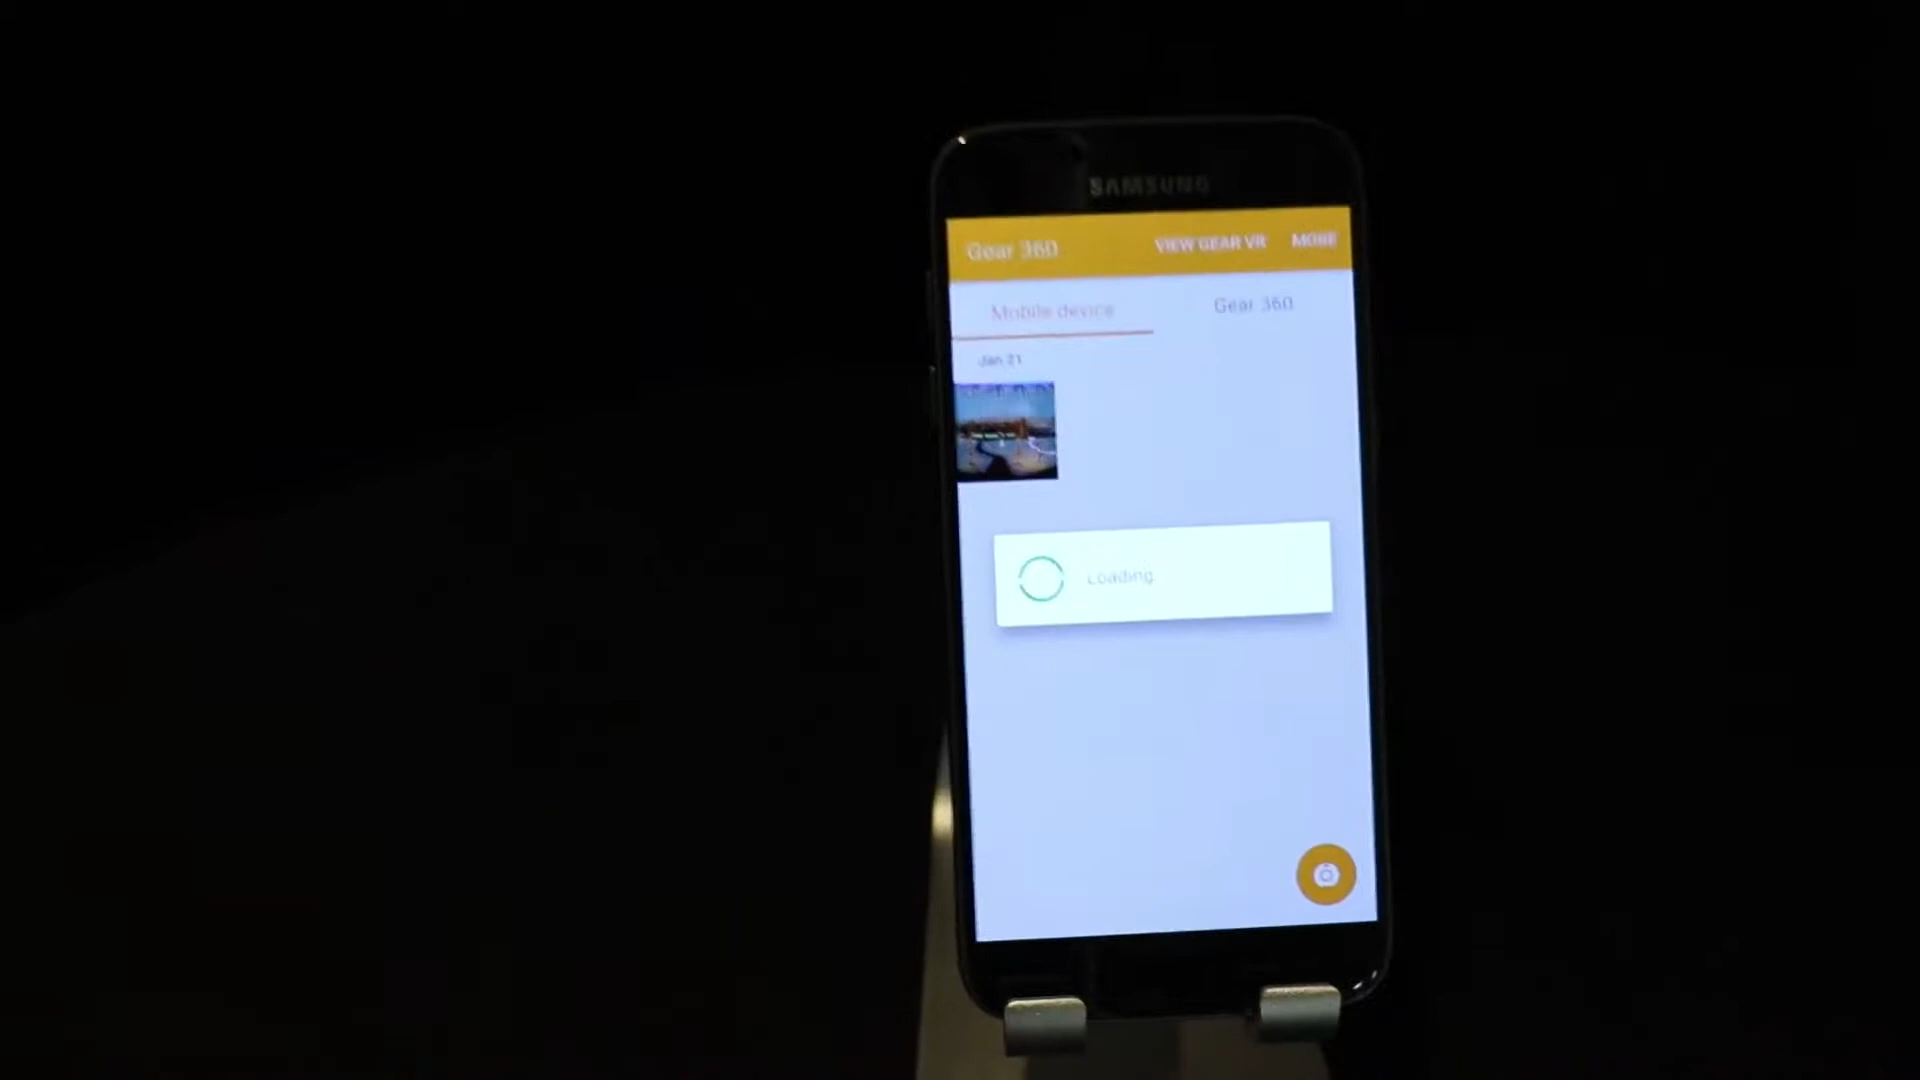 SAMSUNG
Gear 360 VIEW GEAR VR MORE
Mobile device Gear 360
Jan 21
Loading